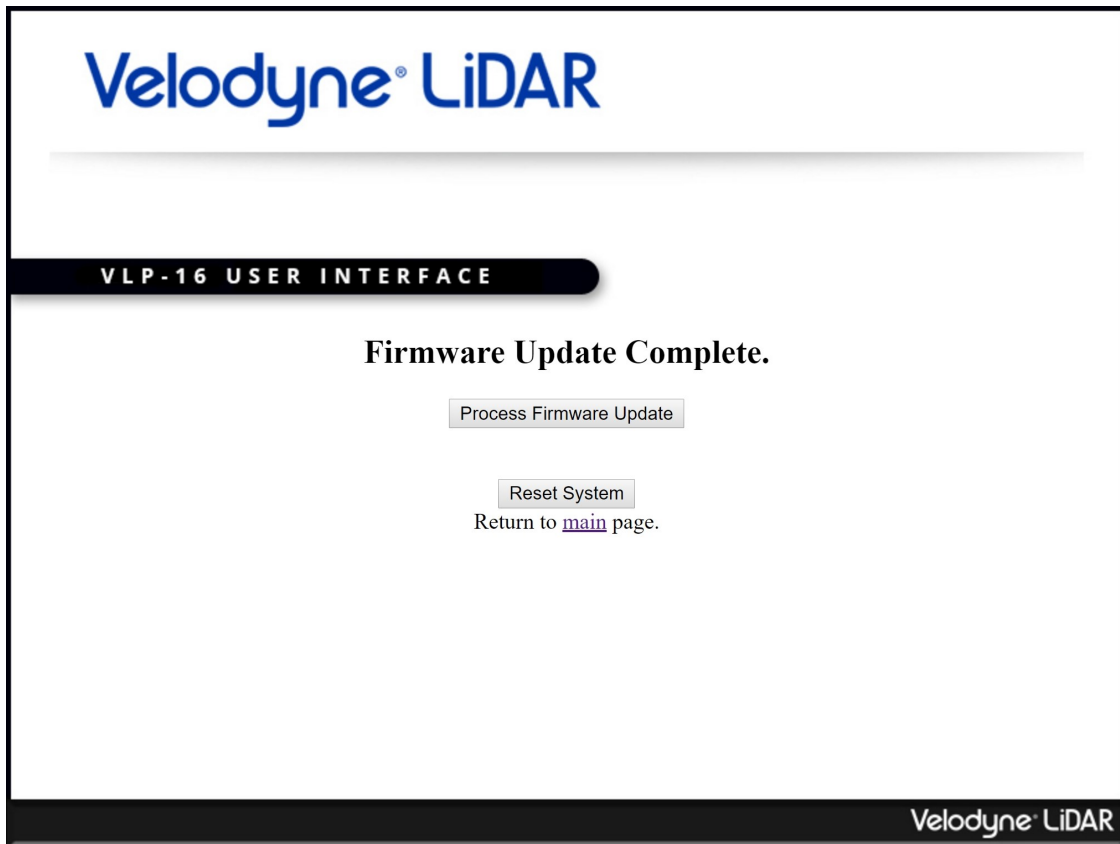 Velodyne® LiDAR
VLP-16 USER INTERFACE
Firmware Update Complete.
Process Firmware Update
Reset System
Return to main page.
Velodyne® LiDAR